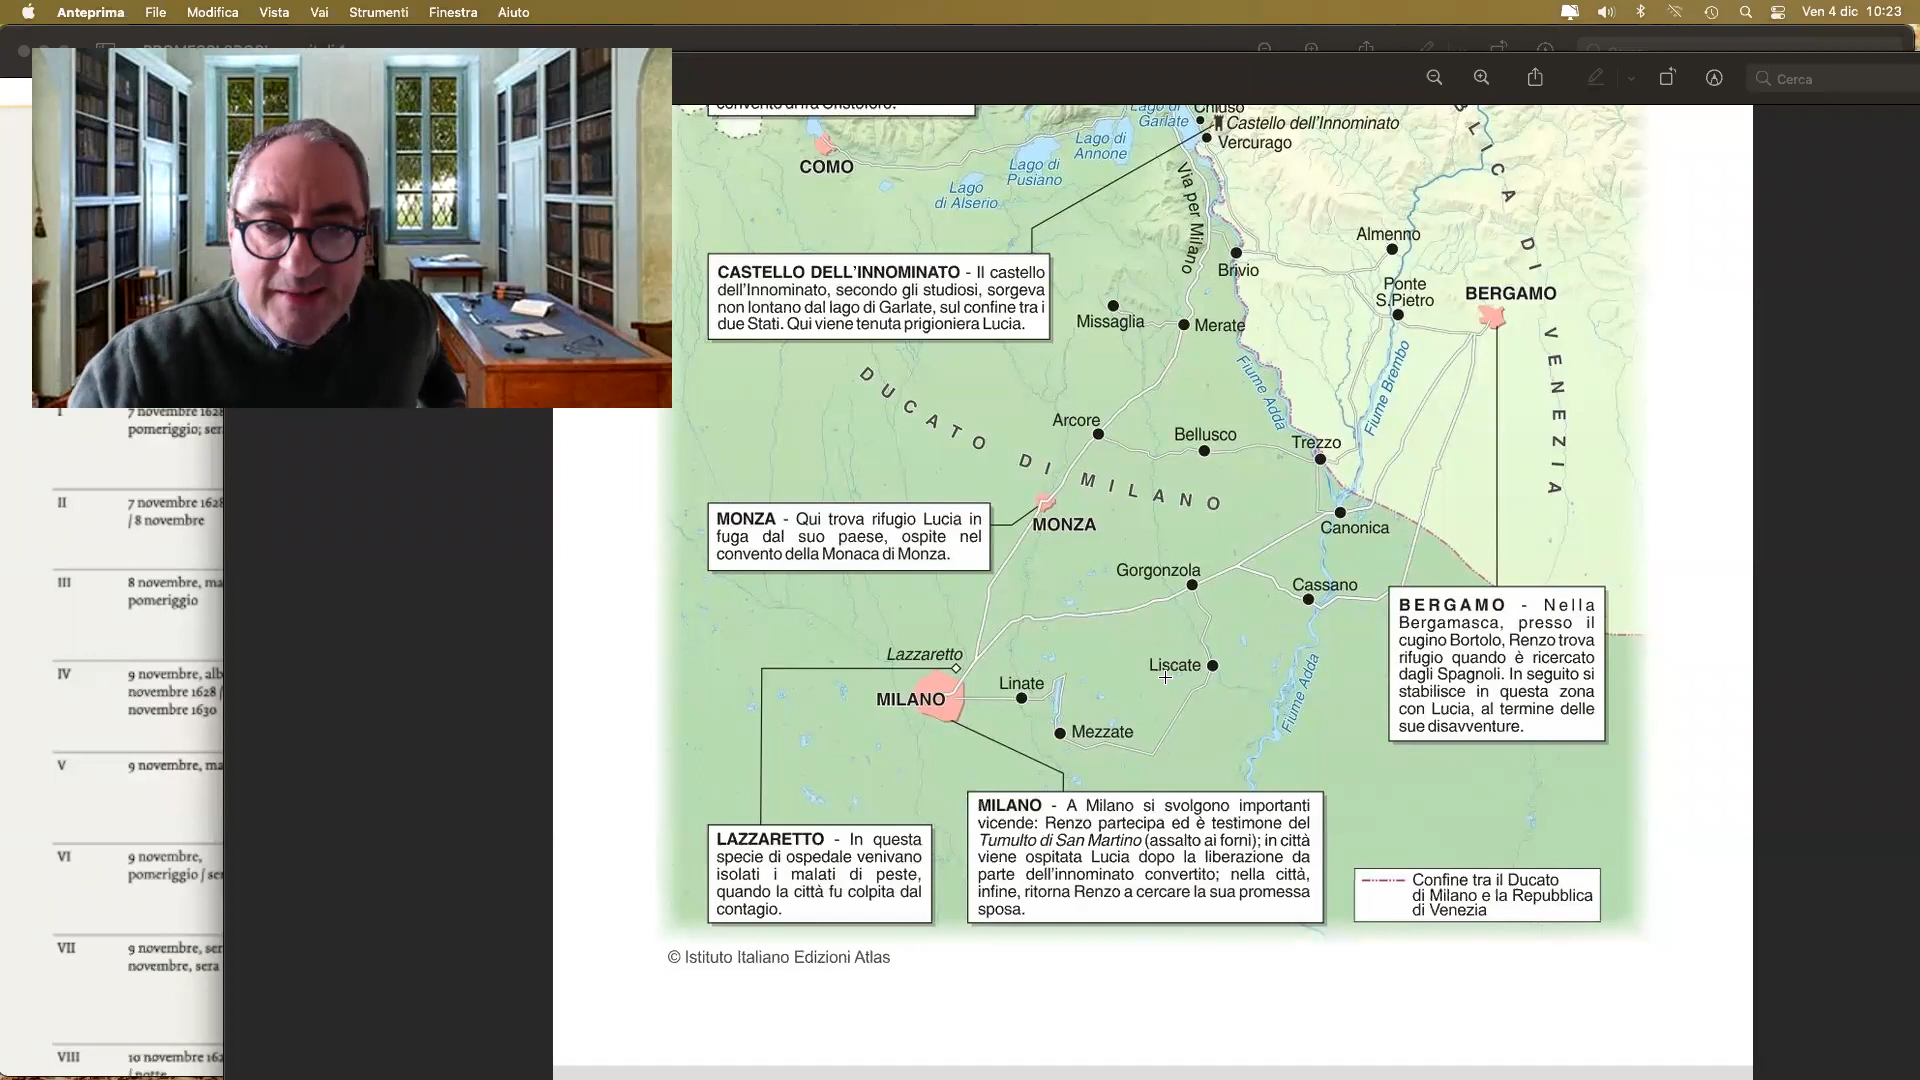 Anteprima File Modifica Vista Vai Strumenti Finestra Aiuto
Ven 4 dic 10:23
Cerca
I
7 novembre 1628
pomeriggio; ser
II
7 novembre 1628
/ 8 novembre
III
8 novembre, ma
pomeriggio
IV
9 novembre, alb
novembre 1628 /
novembre 1630
V
9 novembre, ma
VI
9 novembre,
pomeriggio / ser
VII
9 novembre, ser
novembre, sera
VIII
10 novembre 162
/ notte
convento di fra Cristoforo.
COMO
Lago
di Alserio
Lago di
Pusiano
Lago di
Annone
Lago di
Garlate
Chiuso
Castello dell'Innominato
Vercurago
Via per Milano
BLICA DI VENEZIA
Almenno
Brivio
Ponte
S.Pietro
BERGAMO
CASTELLO DELL'INNOMINATO - Il castello
dell'Innominato, secondo gli studiosi, sorgeva
non lontano dal lago di Garlate, sul confine tra i
due Stati. Qui viene tenuta prigioniera Lucia.
Missaglia
Merate
Fiume Adda
Fiume Brembo
DUCATO DI MILANO
Arcore
Bellusco
Trezzo
MONZA - Qui trova rifugio Lucia in
fuga dal suo paese, ospite nel
convento della Monaca di Monza.
MONZA
Canonica
Gorgonzola
Cassano
BERGAMO - Nella
Bergamasca, presso il
cugino Bortolo, Renzo trova
rifugio quando è ricercato
dagli Spagnoli. In seguito si
stabilisce in questa zona
con Lucia, al termine delle
sue disavventure.
Lazzaretto
Liscate
Linate
MILANO
Mezzate
Fiume Adda
LAZZARETTO - In questa
specie di ospedale venivano
isolati i malati di peste,
quando la città fu colpita dal
contagio.
MILANO - A Milano si svolgono importanti
vicende: Renzo partecipa ed è testimone del
Tumulto di San Martino (assalto ai forni); in città
viene ospitata Lucia dopo la liberazione da
parte dell'innominato convertito; nella città,
infine, ritorna Renzo a cercare la sua promessa
sposa.
Confine tra il Ducato
di Milano e la Repubblica
di Venezia
© Istituto Italiano Edizioni Atlas